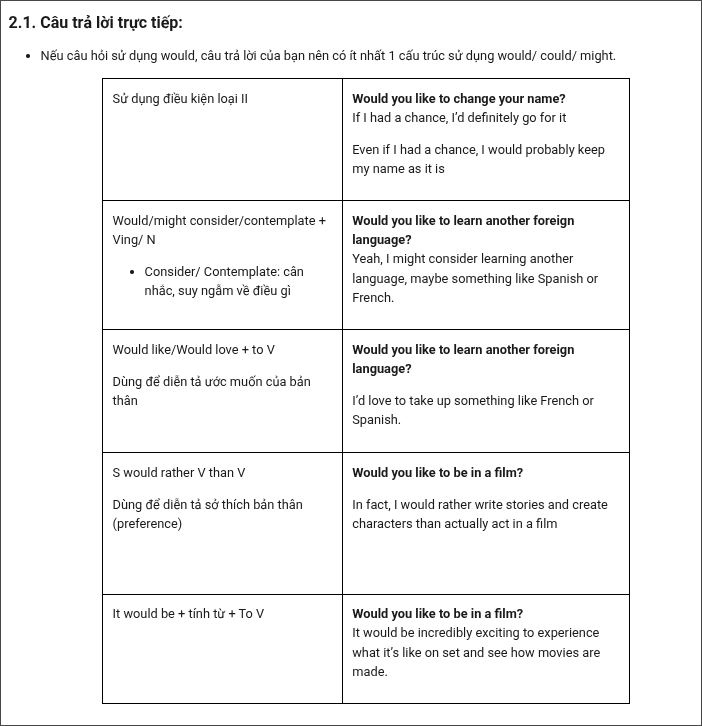 2.1. Câu trả lời trực tiếp:
• Nếu câu hỏi sử dụng would, câu trả lời của bạn nên có ít nhất 1 cấu trúc sử dụng would/ could/ might.
Sử dụng điều kiện loại II
Would you like to change your name?
If I had a chance, I’d definitely go for it
Even if I had a chance, I would probably keep
my name as it is
Would/might consider/contemplate +
Ving/ N
• Consider/ Contemplate: cân
nhắc, suy ngẫm về điều gì
Would you like to learn another foreign
language?
Yeah, I might consider learning another
language, maybe something like Spanish or
French.
Would like/Would love + to V
Dùng để diễn tả ước muốn của bản
thân
Would you like to learn another foreign
language?
I’d love to take up something like French or
Spanish.
S would rather V than V
Dùng để diễn tả sở thích bản thân
(preference)
Would you like to be in a film?
In fact, I would rather write stories and create
characters than actually act in a film
It would be + tính từ + To V
Would you like to be in a film?
It would be incredibly exciting to experience
what it’s like on set and see how movies are
made.